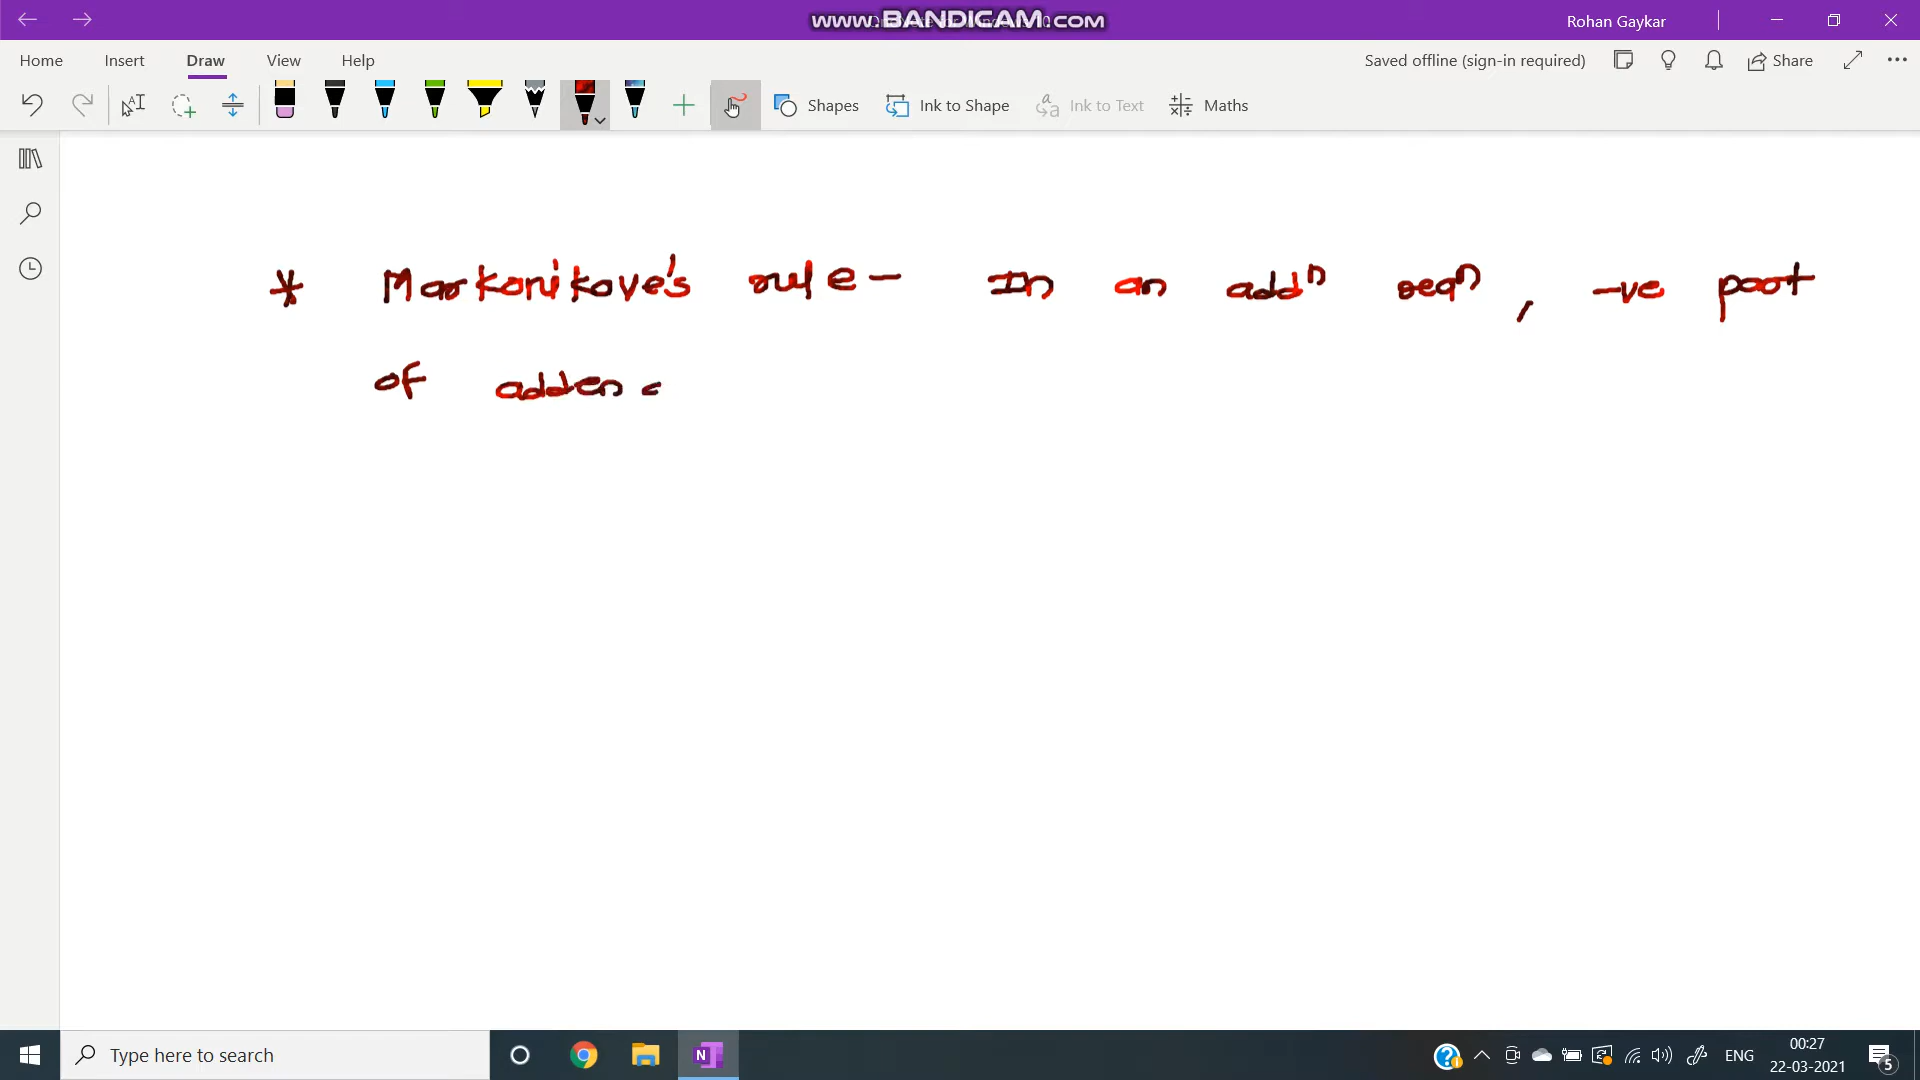 www.BANDICAM.com
Rohan Gaykar
Home Insert Draw View Help
Saved offline (sign-in required)
Share
Shapes
Ink to Shape
Ink to Text
Maths
* Markonikove's rule - In an addn reqn, -ve part
of adden
Type here to search
ENG
00:27
22-03-2021
5